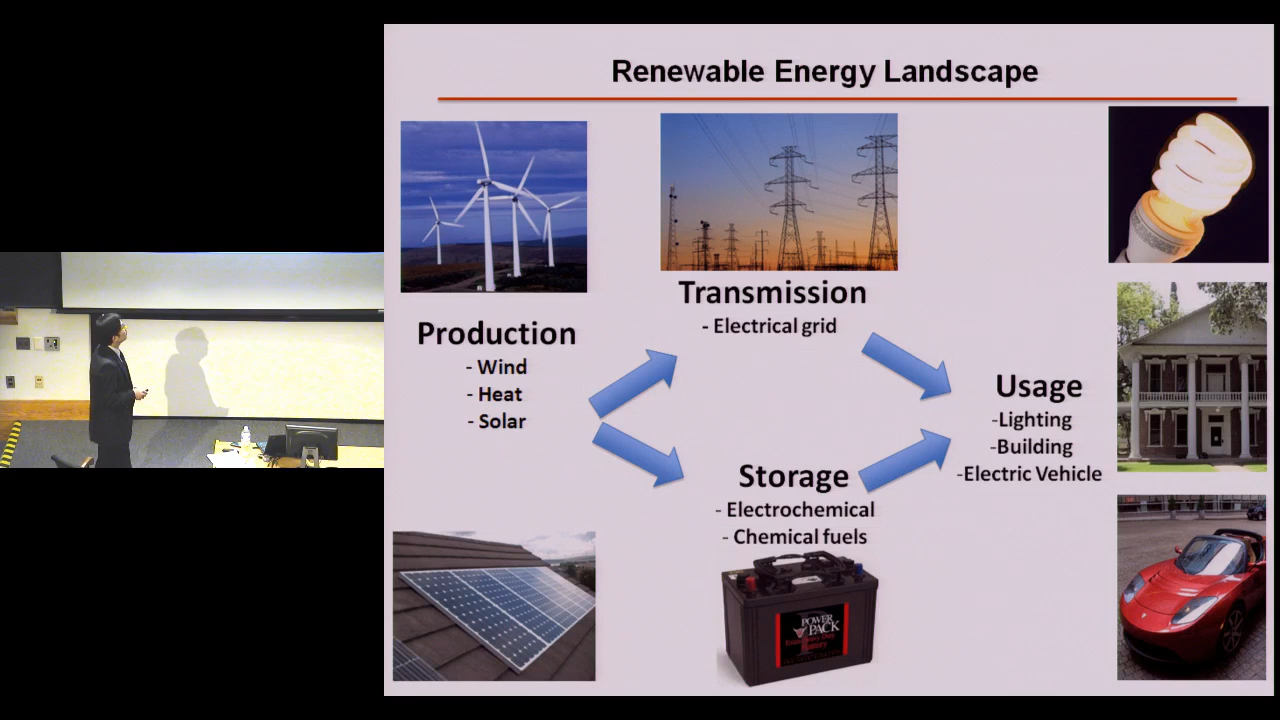 Renewable Energy Landscape
Production
- Wind
- Heat
- Solar
Transmission
- Electrical grid
Storage
- Electrochemical
- Chemical fuels
Usage
-Lighting
-Building
-Electric Vehicle
POWER
PACK
Battery